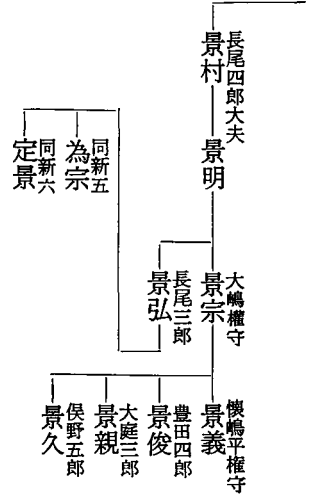 長尾四郎大夫
景村
景明
大嶋權守
景宗
長尾三郎
景弘
同新五
為宗
同新六
定景
懐嶋平權守
景義
豊田四郎
景俊
大庭三郎
景親
俣野五郎
景久